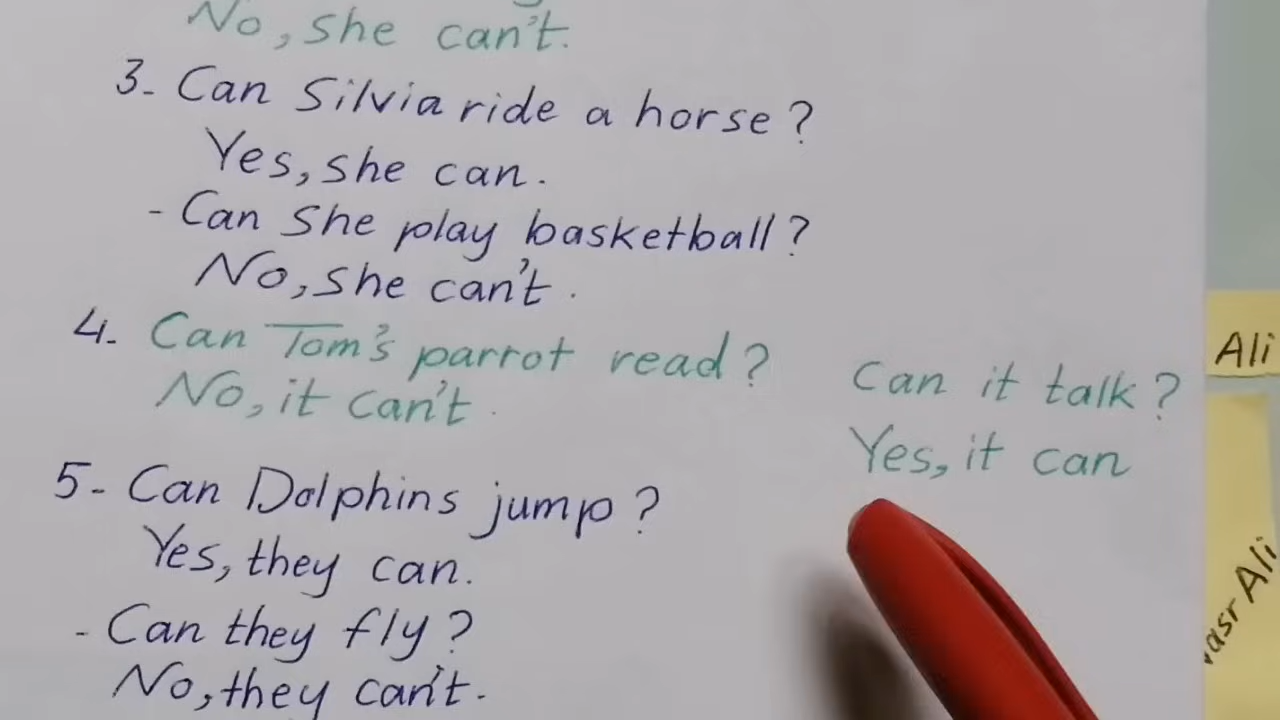 No, she can't.
3- Can Silvia ride a horse?
Yes, she can.
- Can She play basketball?
No, she can't.
4- Can Tom's parrot read?
No, it can't.
Can it talk?
Yes, it can
5- Can Dolphins jump?
Yes, they can.
- Can they fly?
No, they can't.
Ali
Ali